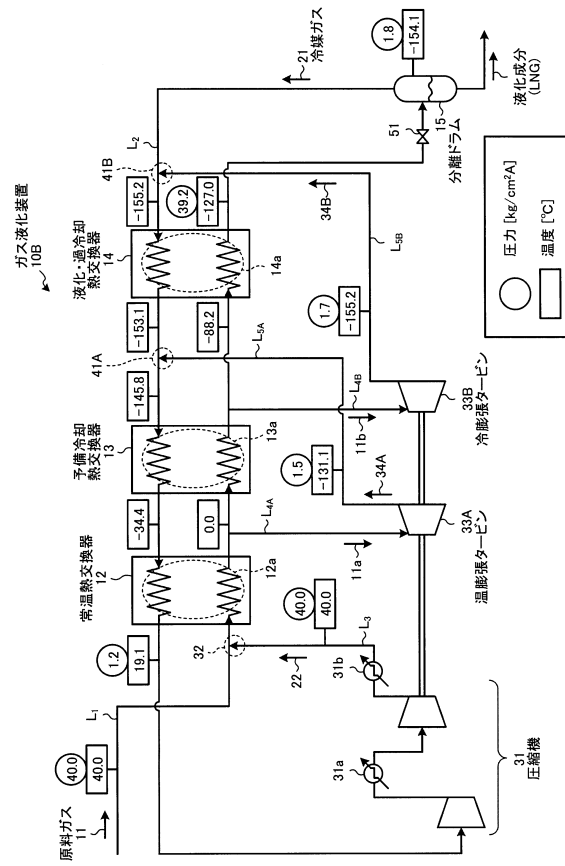 ガス液化装置
10B
常温熱交換器
12
予備冷却
熱交換器
13
液化・過冷却
熱交換器
14
41A
41B
L₂
21
冷媒ガス
1.8
-154.1
1.2
19.1
-34.4
-145.8
-153.1
-155.2
39.2
-127.0
0.0
-88.2
12a
13a
14a
51
15
分離ドラム
液化成分
(LNG)
40.0
40.0
原料ガス
11
L₁
32
22
40.0
40.0
L₃
L₄A
11a
L₄B
11b
L₅A
L₅B
34A
34B
1.5
-131.1
1.7
-155.2
31a
31b
31
圧縮機
33A
温膨張タービン
33B
冷膨張タービン
圧力 [kg/cm²A]
温度 [℃]